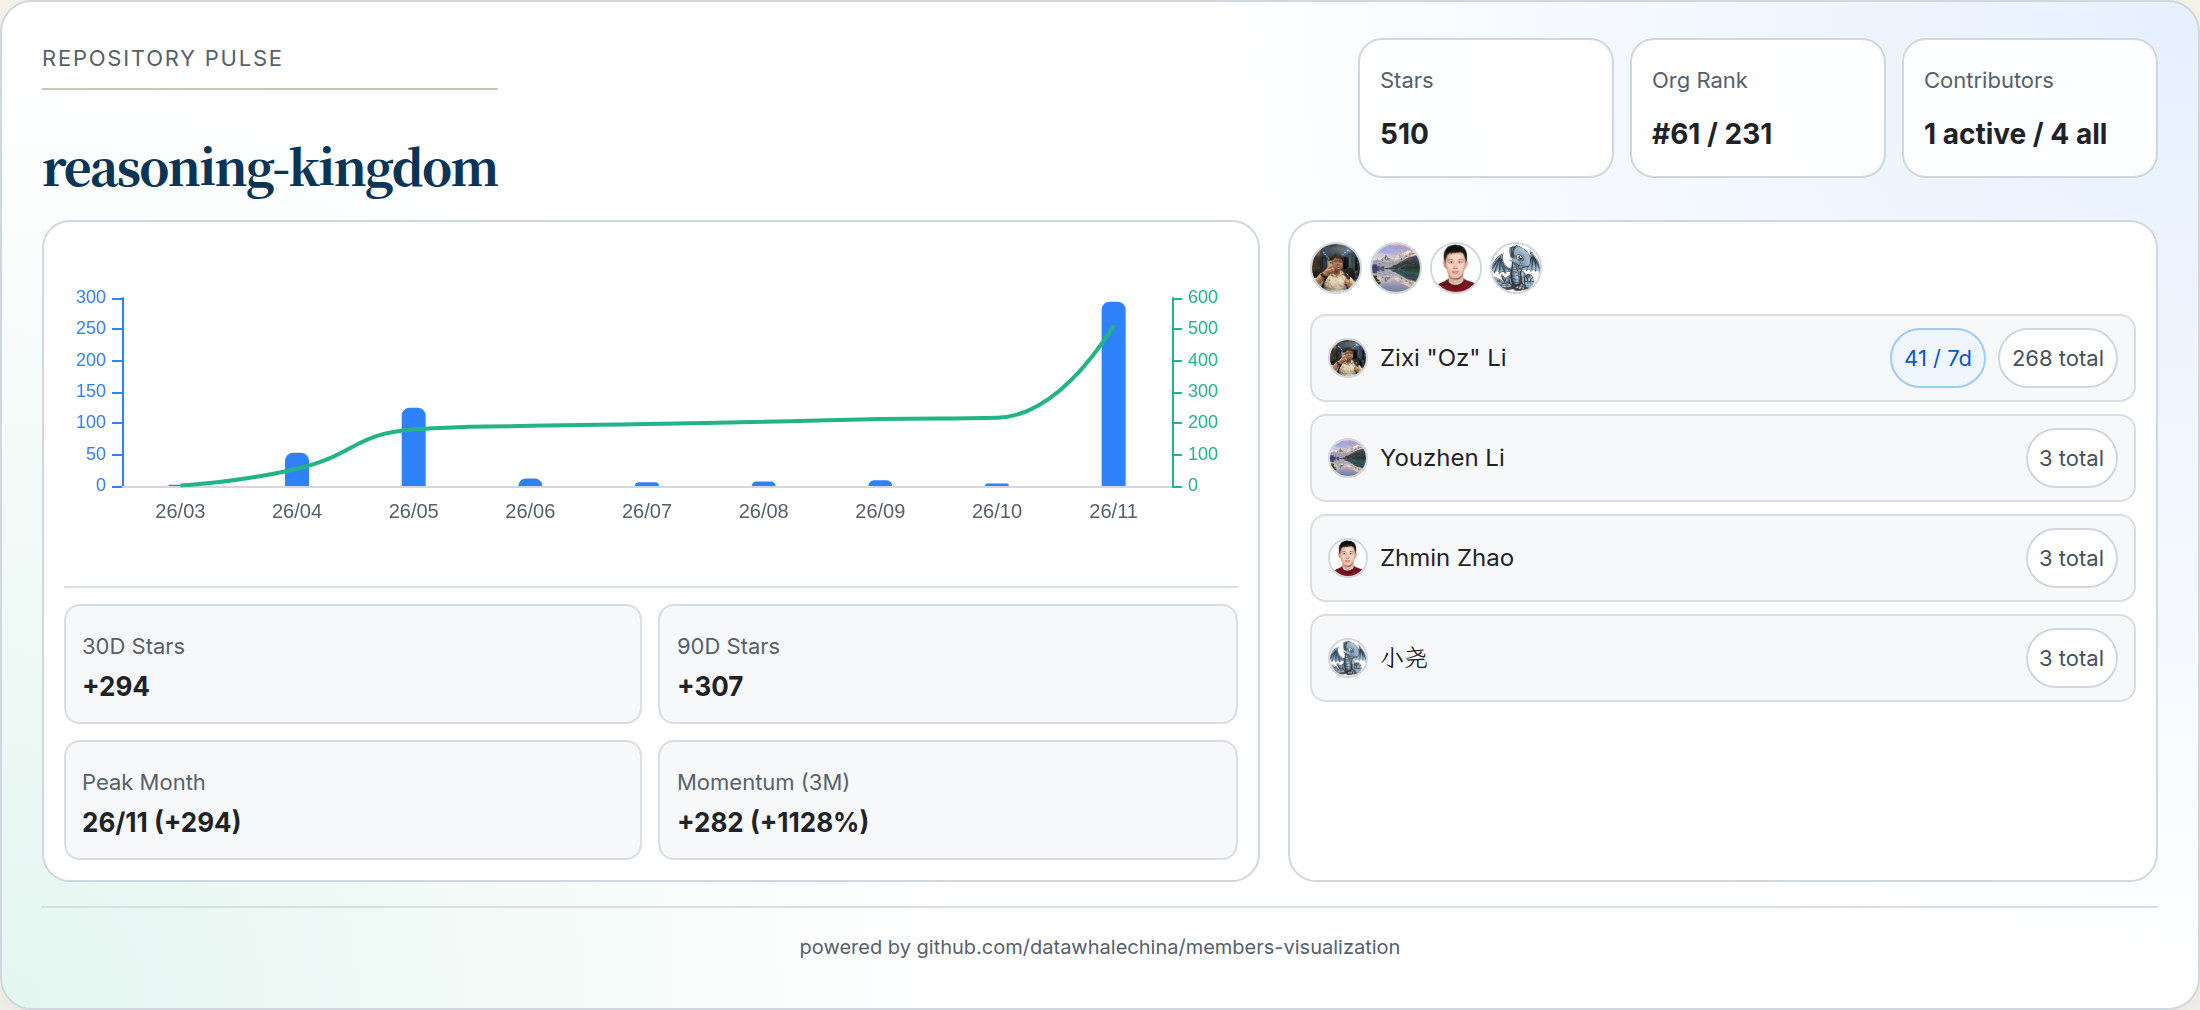 REPOSITORY PULSE
reasoning-kingdom
Stars
510
Org Rank
#61 / 231
Contributors
1 active / 4 all
300
250
200
150
100
50
0
600
500
400
300
200
100
0
26/03 26/04 26/05 26/06 26/07 26/08 26/09 26/10 26/11
30D Stars
+294
90D Stars
+307
Peak Month
26/11 (+294)
Momentum (3M)
+282 (+1128%)
Zixi "Oz" Li 41 / 7d 268 total
Youzhen Li 3 total
Zhmin Zhao 3 total
小尧 3 total
powered by github.com/datawhalechina/members-visualization